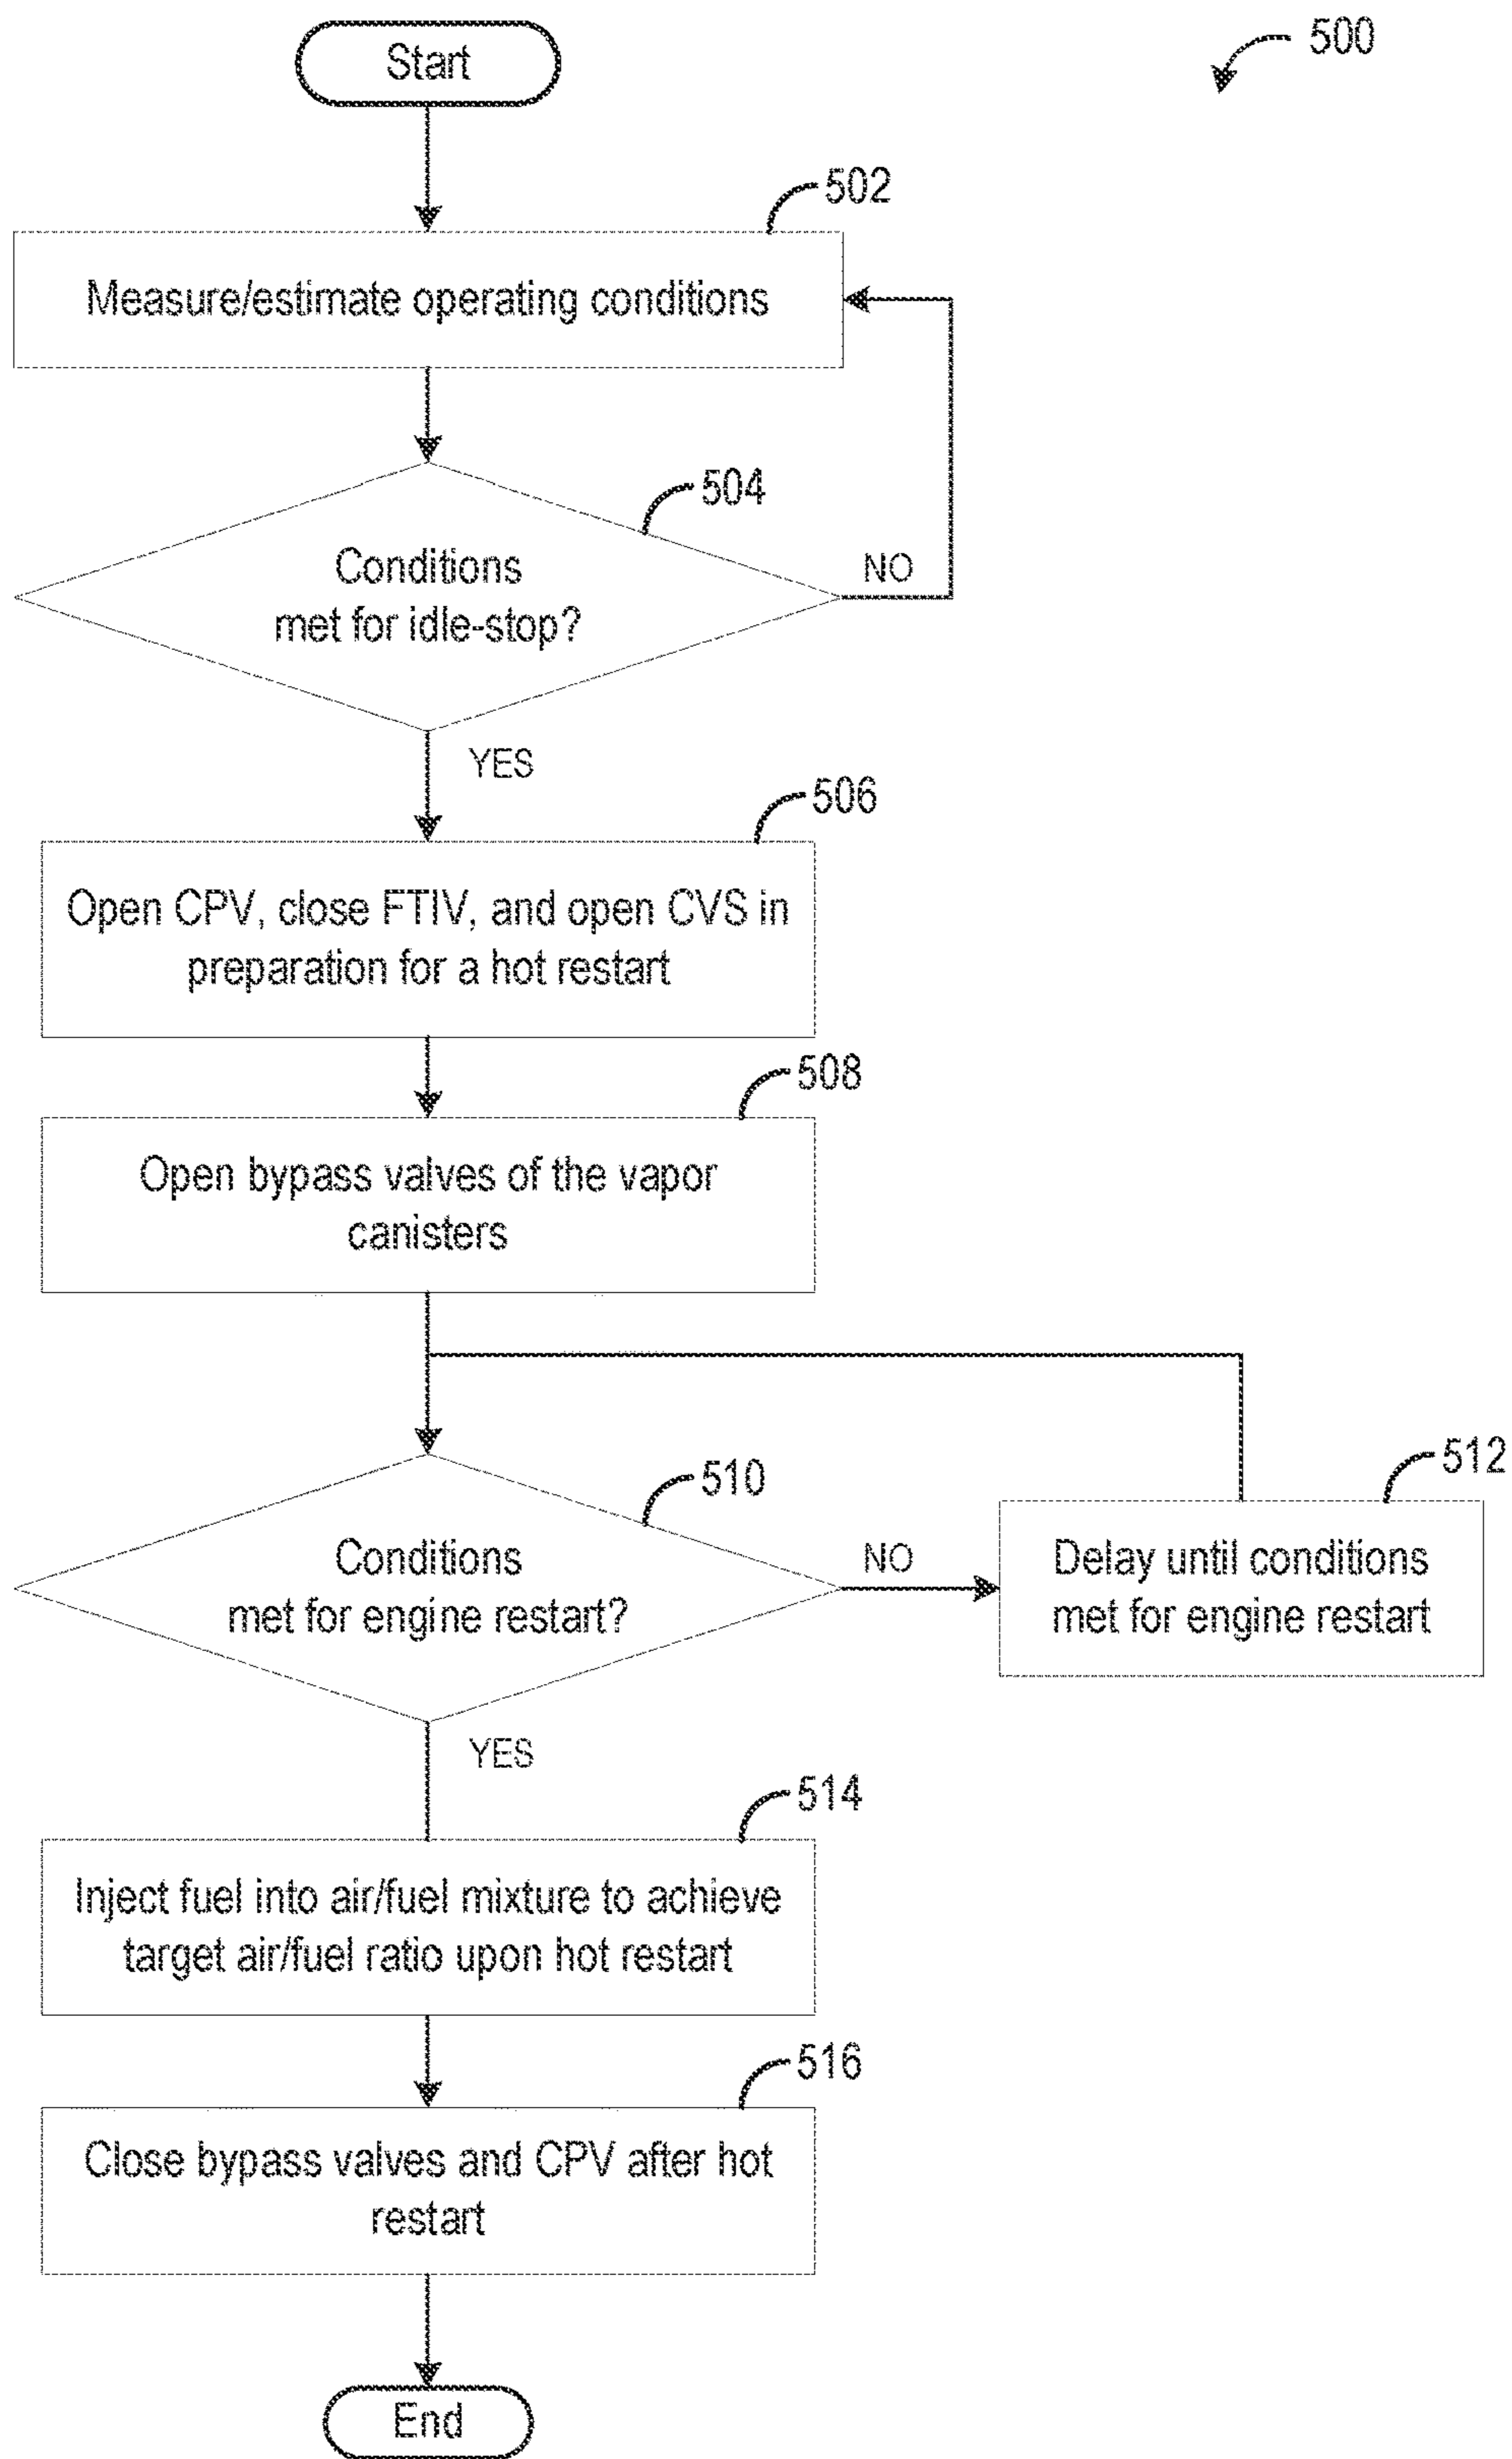 Start
500
502
Measure/estimate operating conditions
504
Conditions
met for idle-stop?
NO
YES
506
Open CPV, close FTIV, and open CVS in
preparation for a hot restart
508
Open bypass valves of the vapor
canisters
510
Conditions
met for engine restart?
NO
512
Delay until conditions
met for engine restart
YES
514
Inject fuel into air/fuel mixture to achieve
target air/fuel ratio upon hot restart
516
Close bypass valves and CPV after hot
restart
End